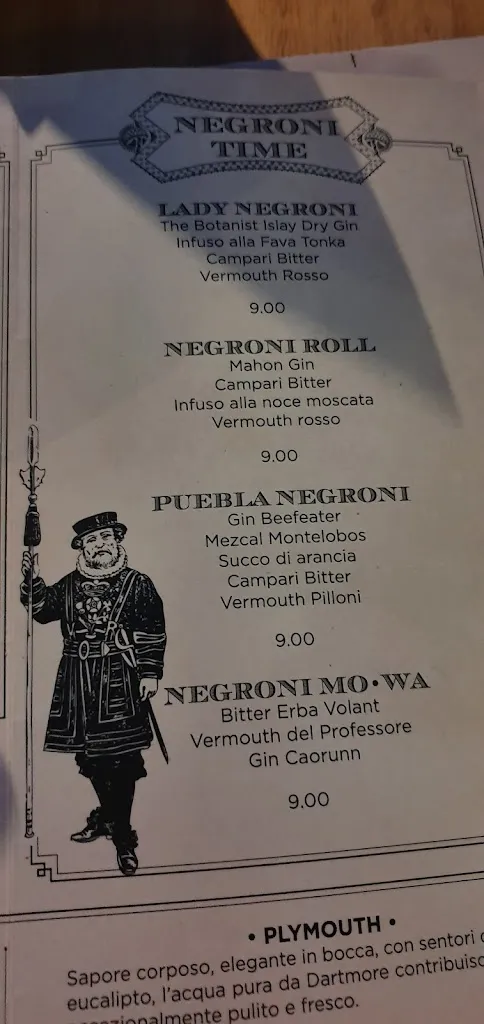 NEGRONI
TIME
LADY NEGRONI
The Botanist Islay Dry Gin
Infuso alla Fava Tonka
Campari Bitter
Vermouth Rosso
9.00
NEGRONI ROLL
Mahon Gin
Campari Bitter
Infuso alla noce moscata
Vermouth rosso
9.00
PUEBLA NEGRONI
Gin Beefeater
Mezcal Montelobos
Succo di arancia
Campari Bitter
Vermouth Pilloni
9.00
NEGRONI MO•WA
Bitter Erba Volant
Vermouth del Professore
Gin Caorunn
9.00
• PLYMOUTH •
Sapore corposo, elegante in bocca, con sentori
eucalipto, l'acqua pura da Dartmore
pulito e fresco.